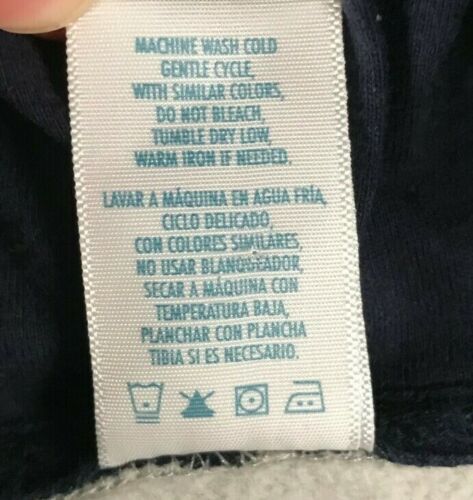 MACHINE WASH COLD
GENTLE CYCLE,
WITH SIMILAR COLORS,
DO NOT BLEACH,
TUMBLE DRY LOW,
WARM IRON IF NEEDED.
LAVAR A MÁQUINA EN AGUA FRÍA,
CICLO DELICADO,
CON COLORES SIMILARES,
NO USAR BLANQUEADOR,
SECAR A MÁQUINA CON
TEMPERATURA BAJA,
PLANCHAR CON PLANCHA
TIBIA SI ES NECESARIO.